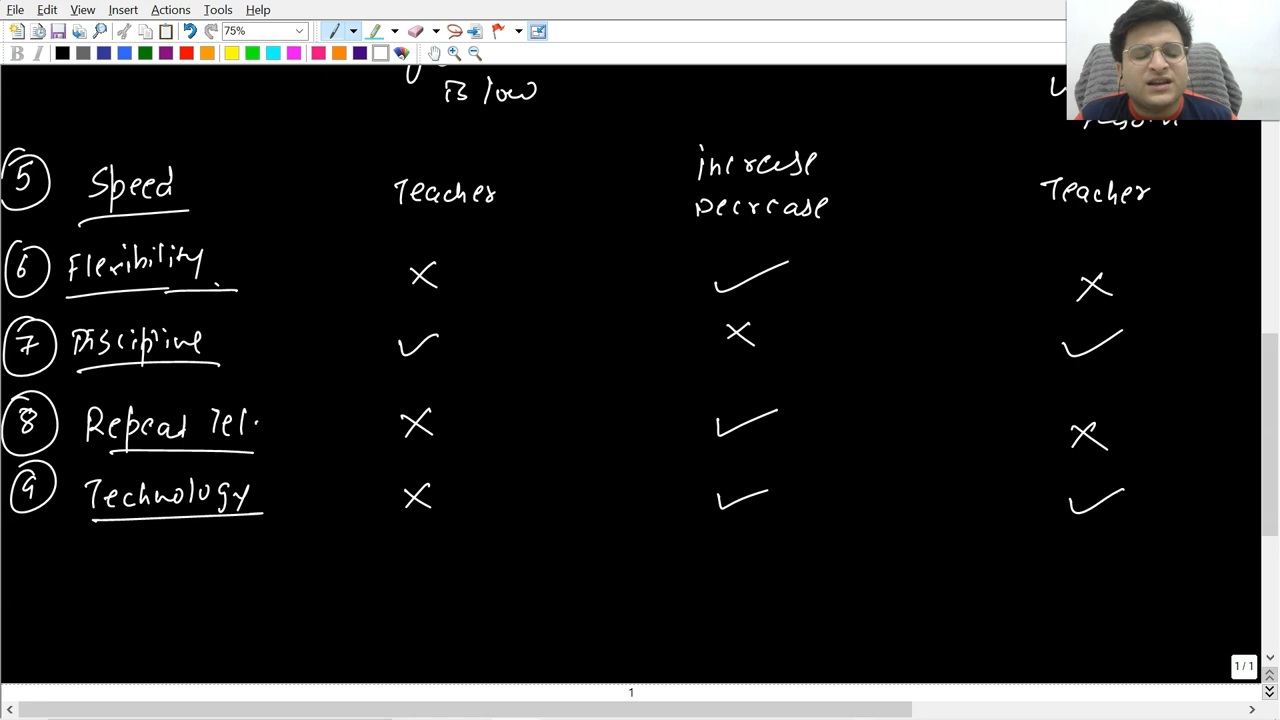 File Edit View Insert Actions Tools Help
75%
B I
is low
5 Speed Teacher increase Decrease Teacher
6 Flexibility X ✓ X
7 Discipline ✓ X ✓
8 Repeat Tel. X ✓ X
9 Technology X ✓ ✓
1 / 1
1